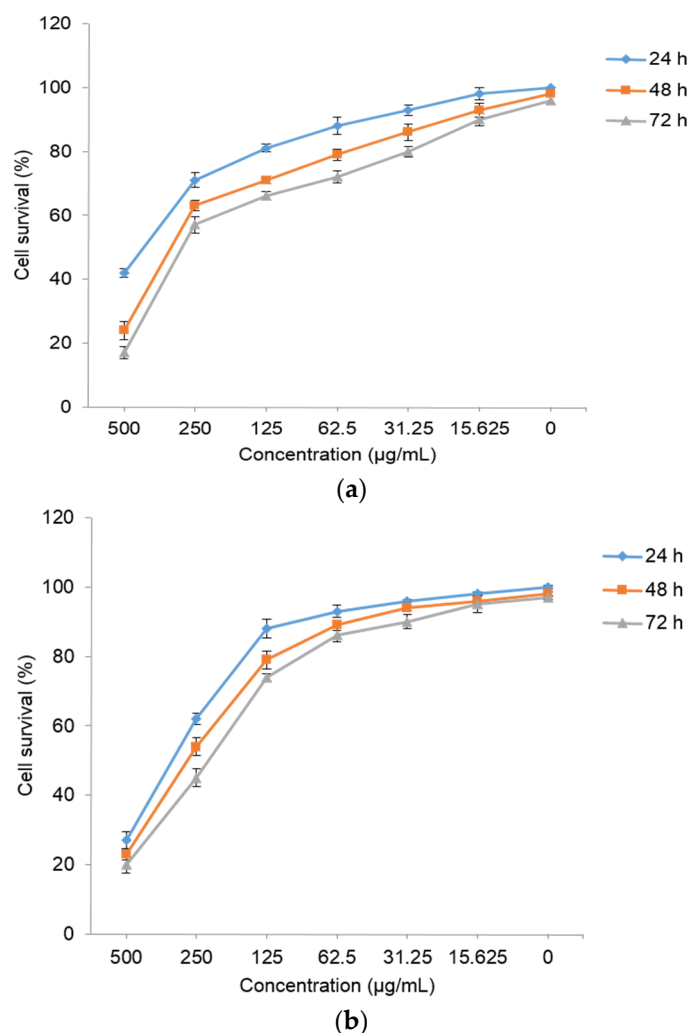 120
100
80
60
40
20
0
Cell survival (%)
500 250 125 62.5 31.25 15.625 0
Concentration (µg/mL)
24 h
48 h
72 h
(a)
120
100
80
60
40
20
0
Cell survival (%)
500 250 125 62.5 31.25 15.625 0
Concentration (µg/mL)
24 h
48 h
72 h
(b)